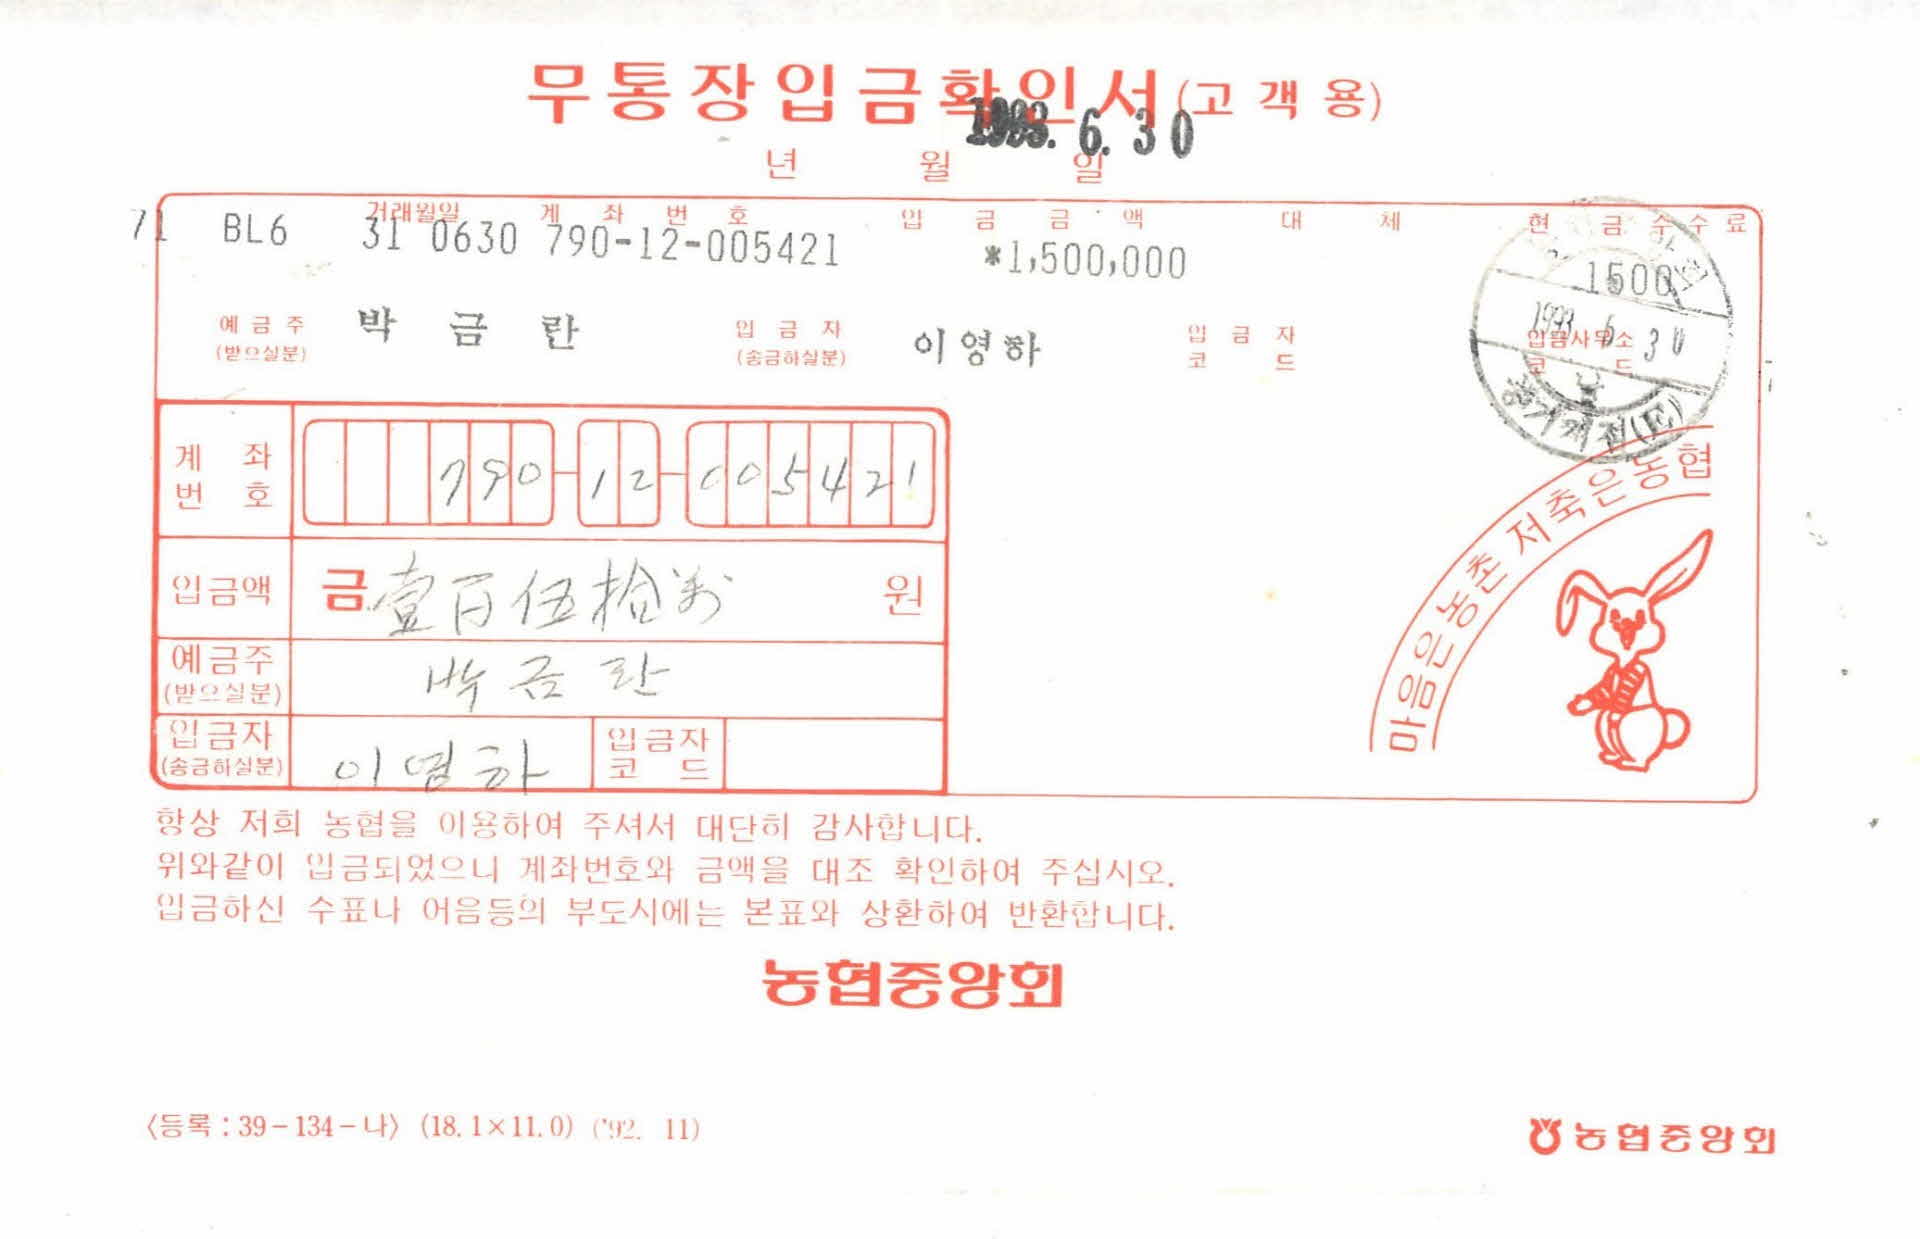 무통장입금확인서(고객용)
1993. 6. 30
년 월 일
거래월일 계좌번호 입금금액 대체 현금 수수료
71 BL6 31 0630 790-12-005421 *1,500,000 1500
예금주 박금란 입금자 이영하 입금자 입금사무소
(받으실분) (송금하실분) 코드 코드
1993. 6. 30
계좌번호 790-12-005421
입금액 금 壹百伍拾萬 원
예금주 (받으실분) 박금란
입금자 (송금하실분) 이영하 입금자코드
마음은 농촌 저축은 농협
항상 저희 농협을 이용하여 주셔서 대단히 감사합니다.
위와같이 입금되었으니 계좌번호와 금액을 대조 확인하여 주십시오.
입금하신 수표나 어음등의 부도시에는 본표와 상환하여 반환합니다.
농협중앙회
〈등록 : 39-134-나〉 (18.1×11.0) ('92. 11)
농협중앙회